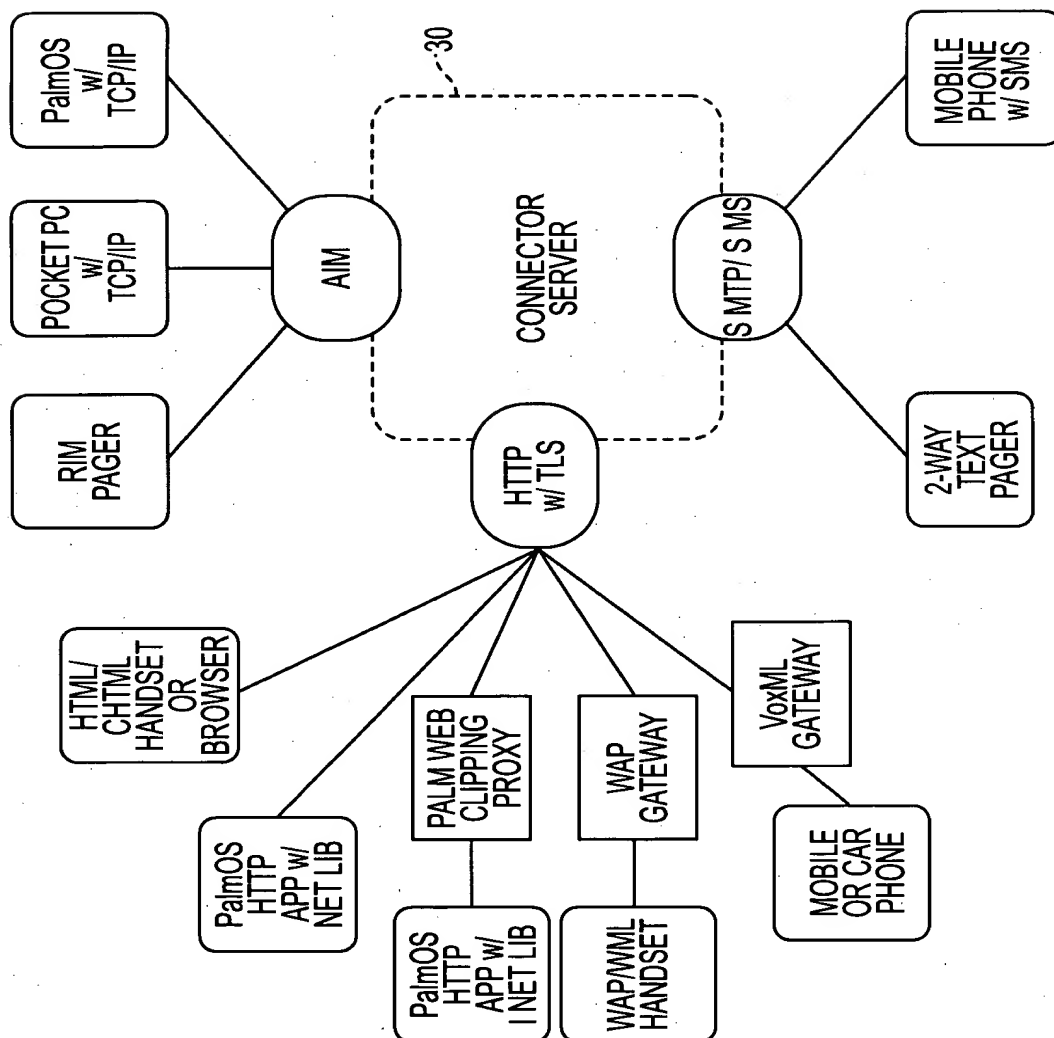 HTML/
CHTML
HANDSET
OR
BROWSER
PalmOS
HTTP
APP w/
NET LIB
PalmOS
HTTP
APP w/
I NET LIB
PALM WEB
CLIPPING
PROXY
WAP/WML
HANDSET
WAP
GATEWAY
MOBILE
OR CAR
PHONE
VoxML
GATEWAY
HTTP
w/ TLS
RIM
PAGER
POCKET PC
w/
TCP/IP
PalmOS
w/
TCP/IP
AIM
CONNECTOR
SERVER
30
S MTP/ S MS
2-WAY
TEXT
PAGER
MOBILE
PHONE
w/ SMS